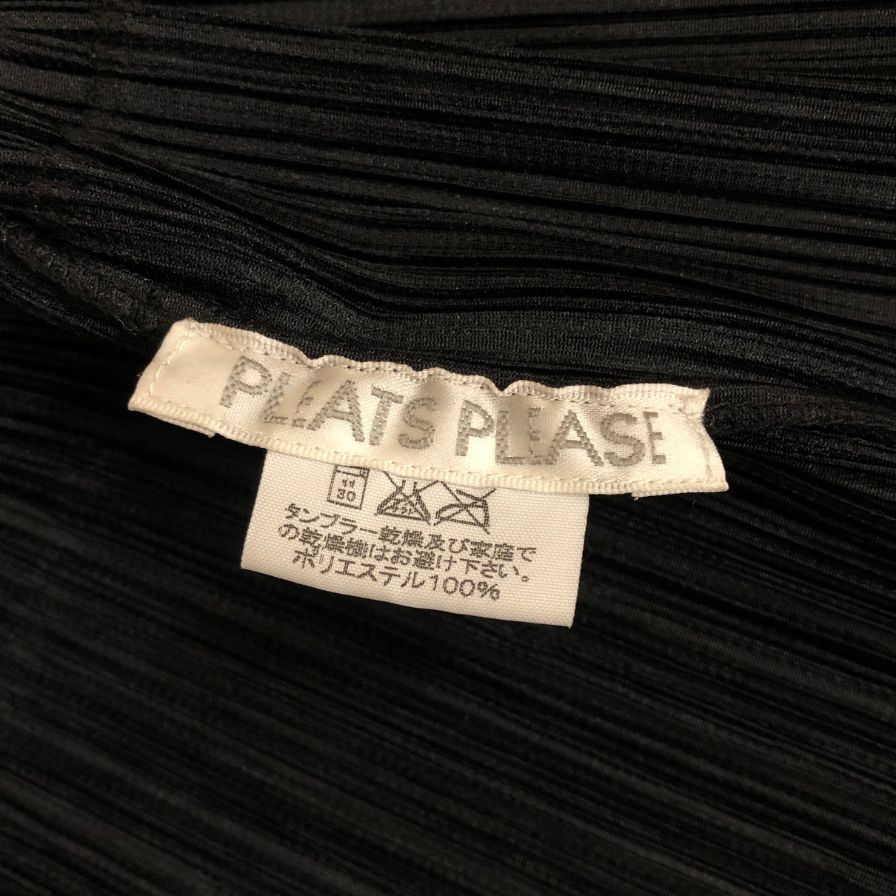 PLEATS PLEASE
30
タンブラー乾燥及び家庭で
の乾燥機はお避け下さい。
ポリエステル100%